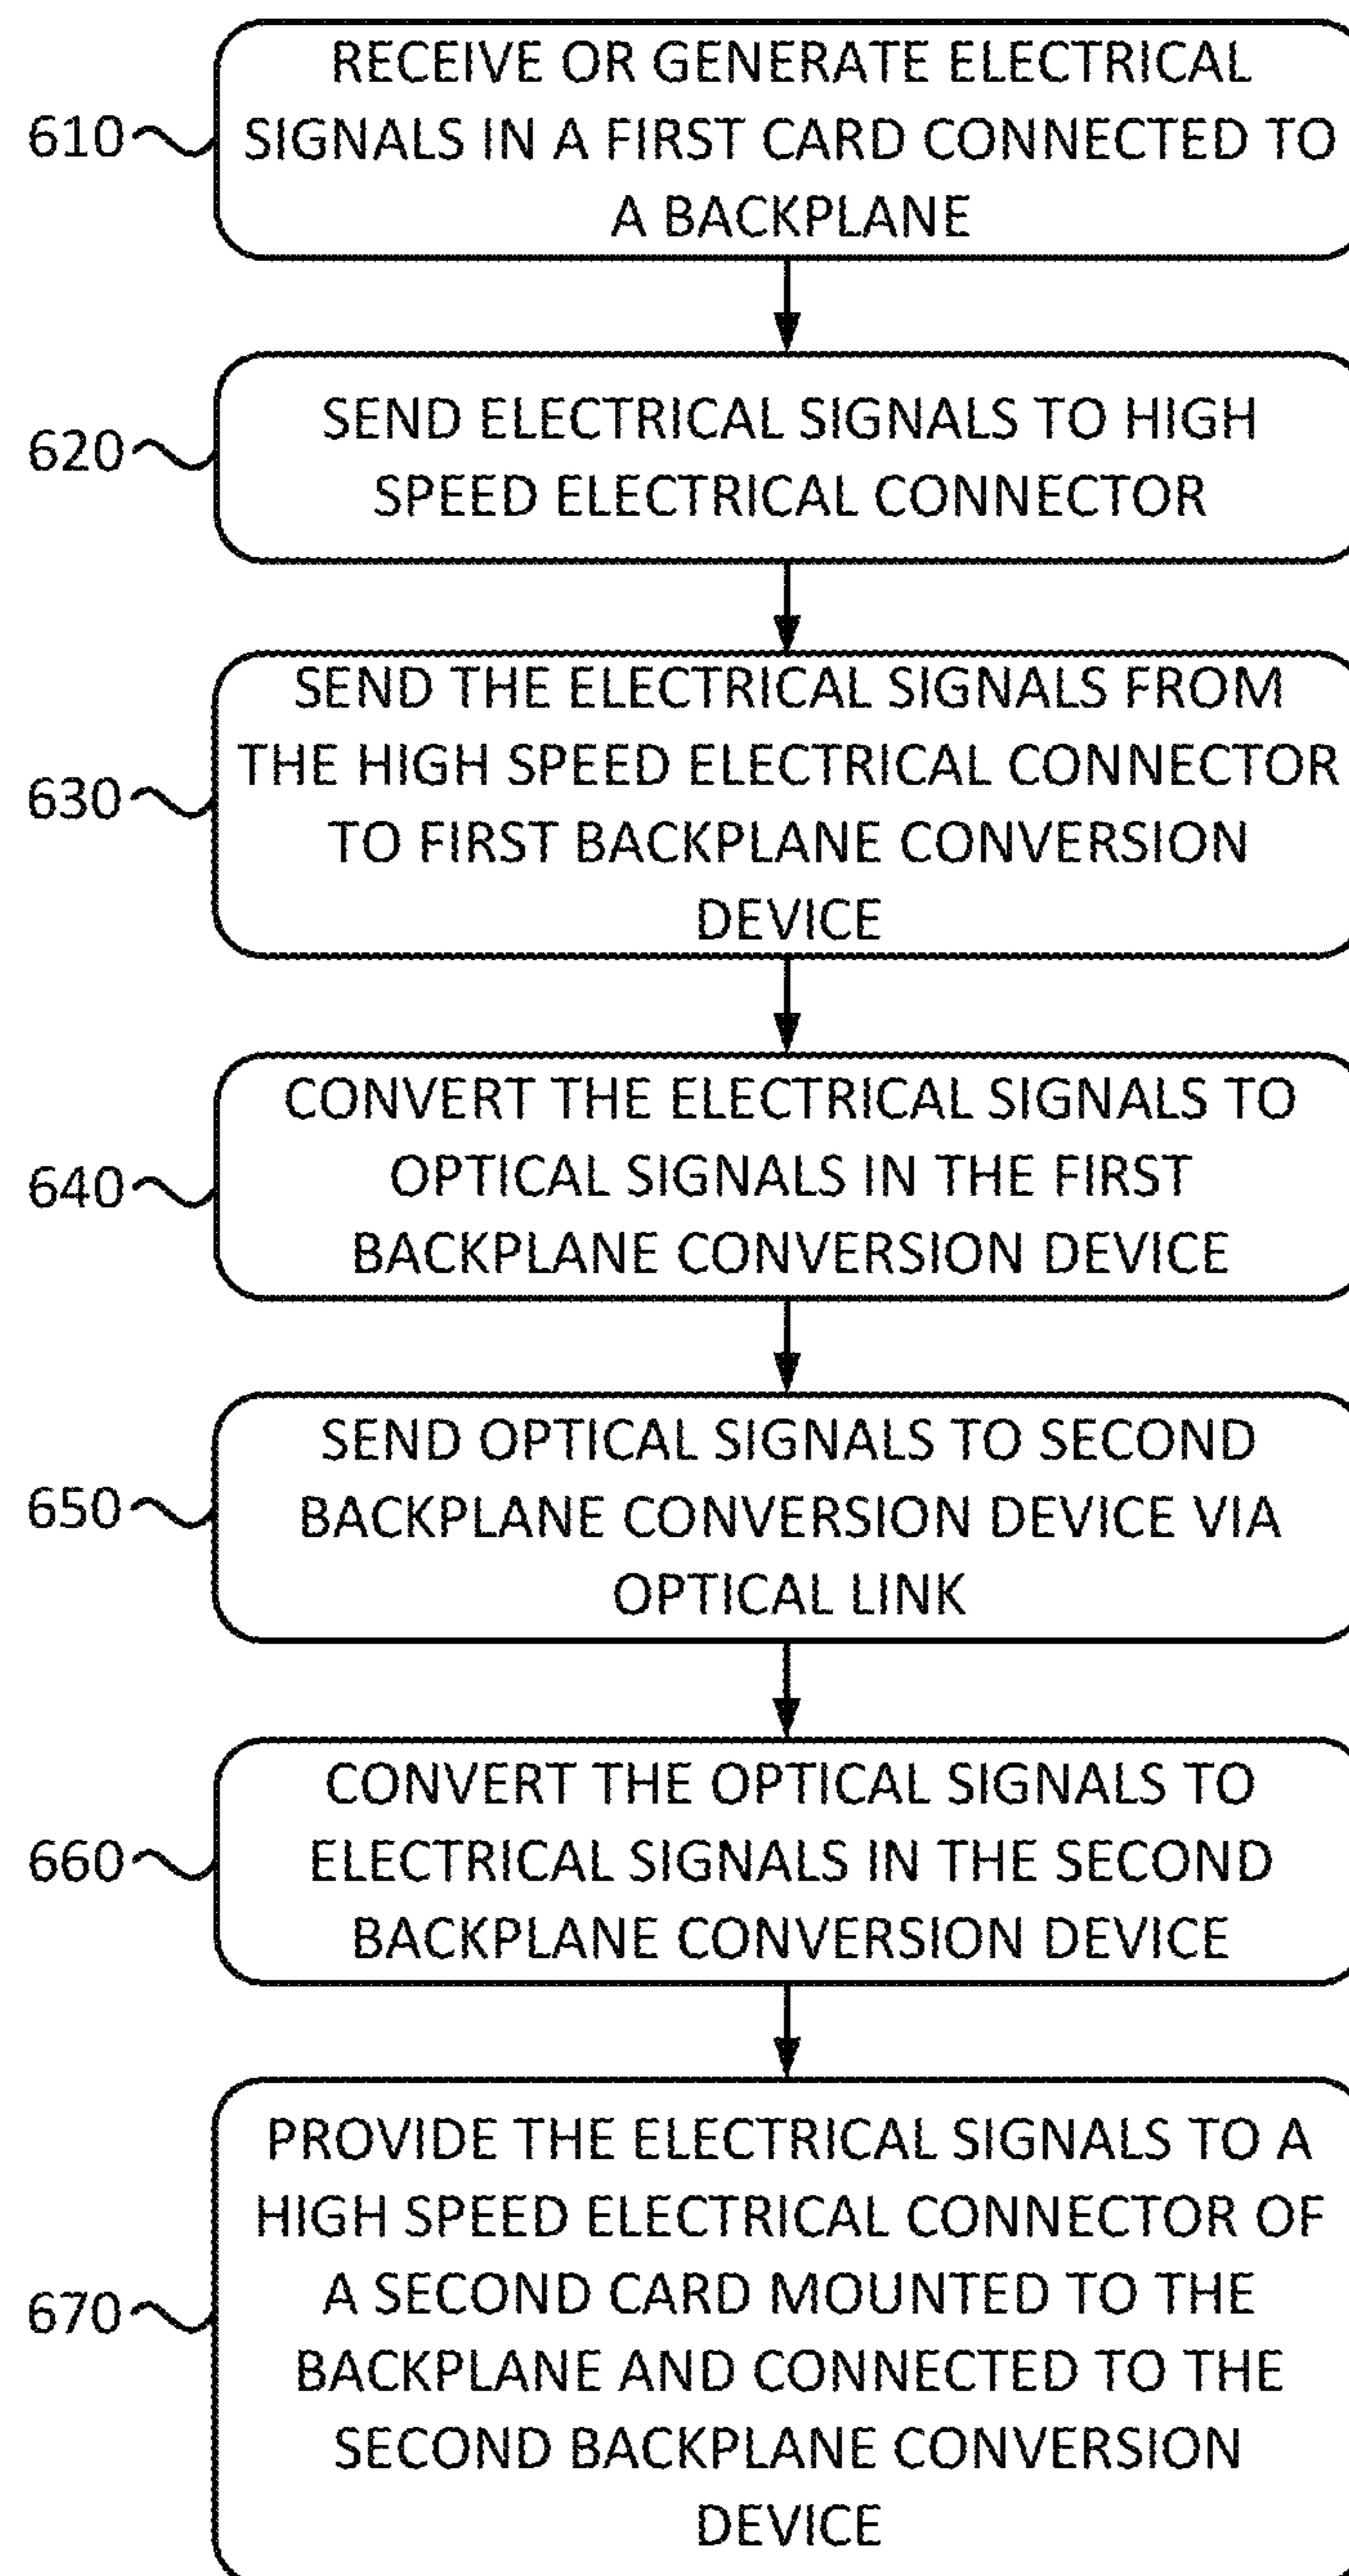 RECEIVE OR GENERATE ELECTRICAL
610 SIGNALS IN A FIRST CARD CONNECTED TO
A BACKPLANE
SEND ELECTRICAL SIGNALS TO HIGH
620
SPEED ELECTRICAL CONNECTOR
SEND THE ELECTRICAL SIGNALS FROM
THE HIGH SPEED ELECTRICAL CONNECTOR
630
TO FIRST BACKPLANE CONVERSION
DEVICE
CONVERT THE ELECTRICAL SIGNALS TO
640 OPTICAL SIGNALS IN THE FIRST
BACKPLANE CONVERSION DEVICE
SEND OPTICAL SIGNALS TO SECOND
650 BACKPLANE CONVERSION DEVICE VIA
OPTICAL LINK
CONVERT THE OPTICAL SIGNALS TO
660 ELECTRICAL SIGNALS IN THE SECOND
BACKPLANE CONVERSION DEVICE
PROVIDE THE ELECTRICAL SIGNALS TO A
HIGH SPEED ELECTRICAL CONNECTOR OF
670 A SECOND CARD MOUNTED TO THE
BACKPLANE AND CONNECTED TO THE
SECOND BACKPLANE CONVERSION
DEVICE